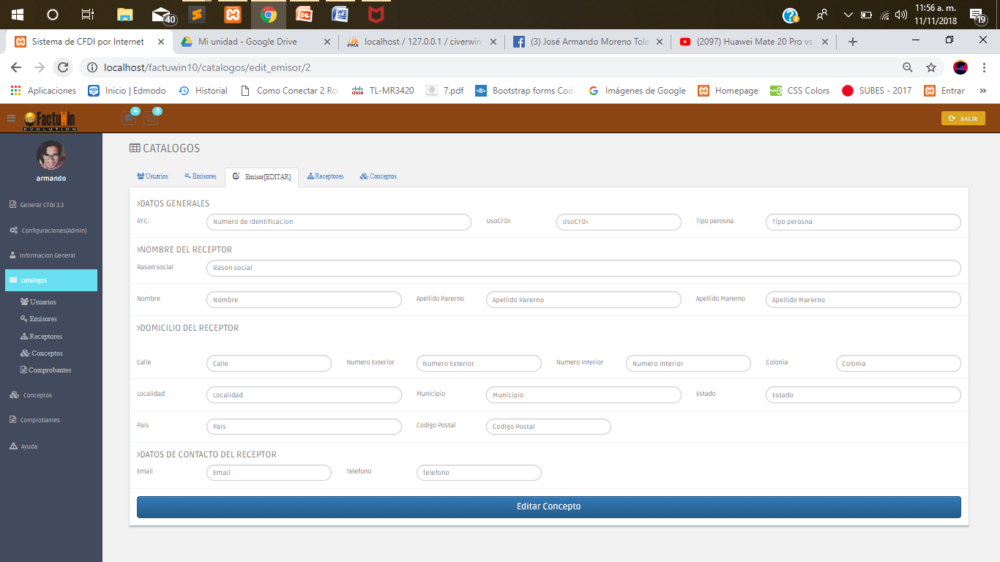 40
11:56 a. m.
11/11/2018
19
Sistema de CFDI por Internet
Mi unidad - Google Drive
localhost / 127.0.0.1 / civerwin_
(3) José Armando Moreno Tole
(2097) Huawei Mate 20 Pro vs
localhost/factuwin10/catalogos/edit_emisor/2
Aplicaciones
Inicio | Edmodo
Historial
Como Conectar 2 Rou
TL-MR3420
7.pdf
Bootstrap forms Code
Imágenes de Google
Homepage
CSS Colors
SUBES - 2017
Entrar
»
FactuWin
EVOLUTION
4
5
SALIR
armando
Generar CFDI 3.3
Configuraciones(Admin)
Informacion General
catalogos
Usuarios
Emisores
Receptores
Conceptos
Comprobantes
Conceptos
Comprobantes
Ayuda
CATALOGOS
Usuarios
Emisores
Emisor[EDITAR]
Receptores
Conceptos
>DATOS GENERALES
RFC:
Numero de Identificacion
UsoCFDI:
UsoCFDI
Tipo perosna
Tipo perosna
>NOMBRE DEL RECEPTOR
Rason social
Rason social
Nombre
Nombre
Apellido Parerno
Apellido Parerno
Apellido Marerno
Apellido Marerno
>DOMICILIO DEL RECEPTOR
Calle
Calle
Numero Exterior
Numero Exterior
Numero Interior
Numero Interior
Colonia
Colonia
Localidad
Localidad
Municipio
Municipio
Estado
Estado
Pais
Pais
Codigo Postal
Codigo Postal
>DATOS DE CONTACTO DEL RECEPTOR
Email
Email
Telefono
Telefono
Editar Concepto